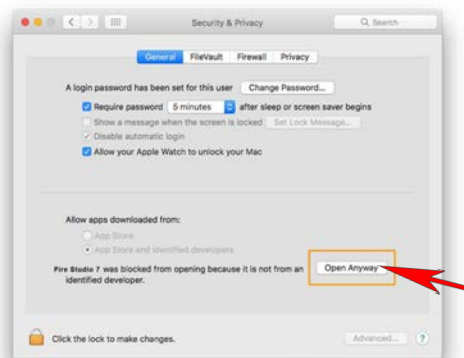 Security & Privacy
Search
General FileVault Firewall Privacy
A login password has been set for this user Change Password...
Require password 5 minutes after sleep or screen saver begins
Show a message when the screen is locked Set Lock Message...
Disable automatic login
Allow your Apple Watch to unlock your Mac
Allow apps downloaded from:
App Store
App Store and identified developers
Fire Studio 7 was blocked from opening because it is not from an Open Anyway
identified developer.
Click the lock to make changes.
Advanced... ?